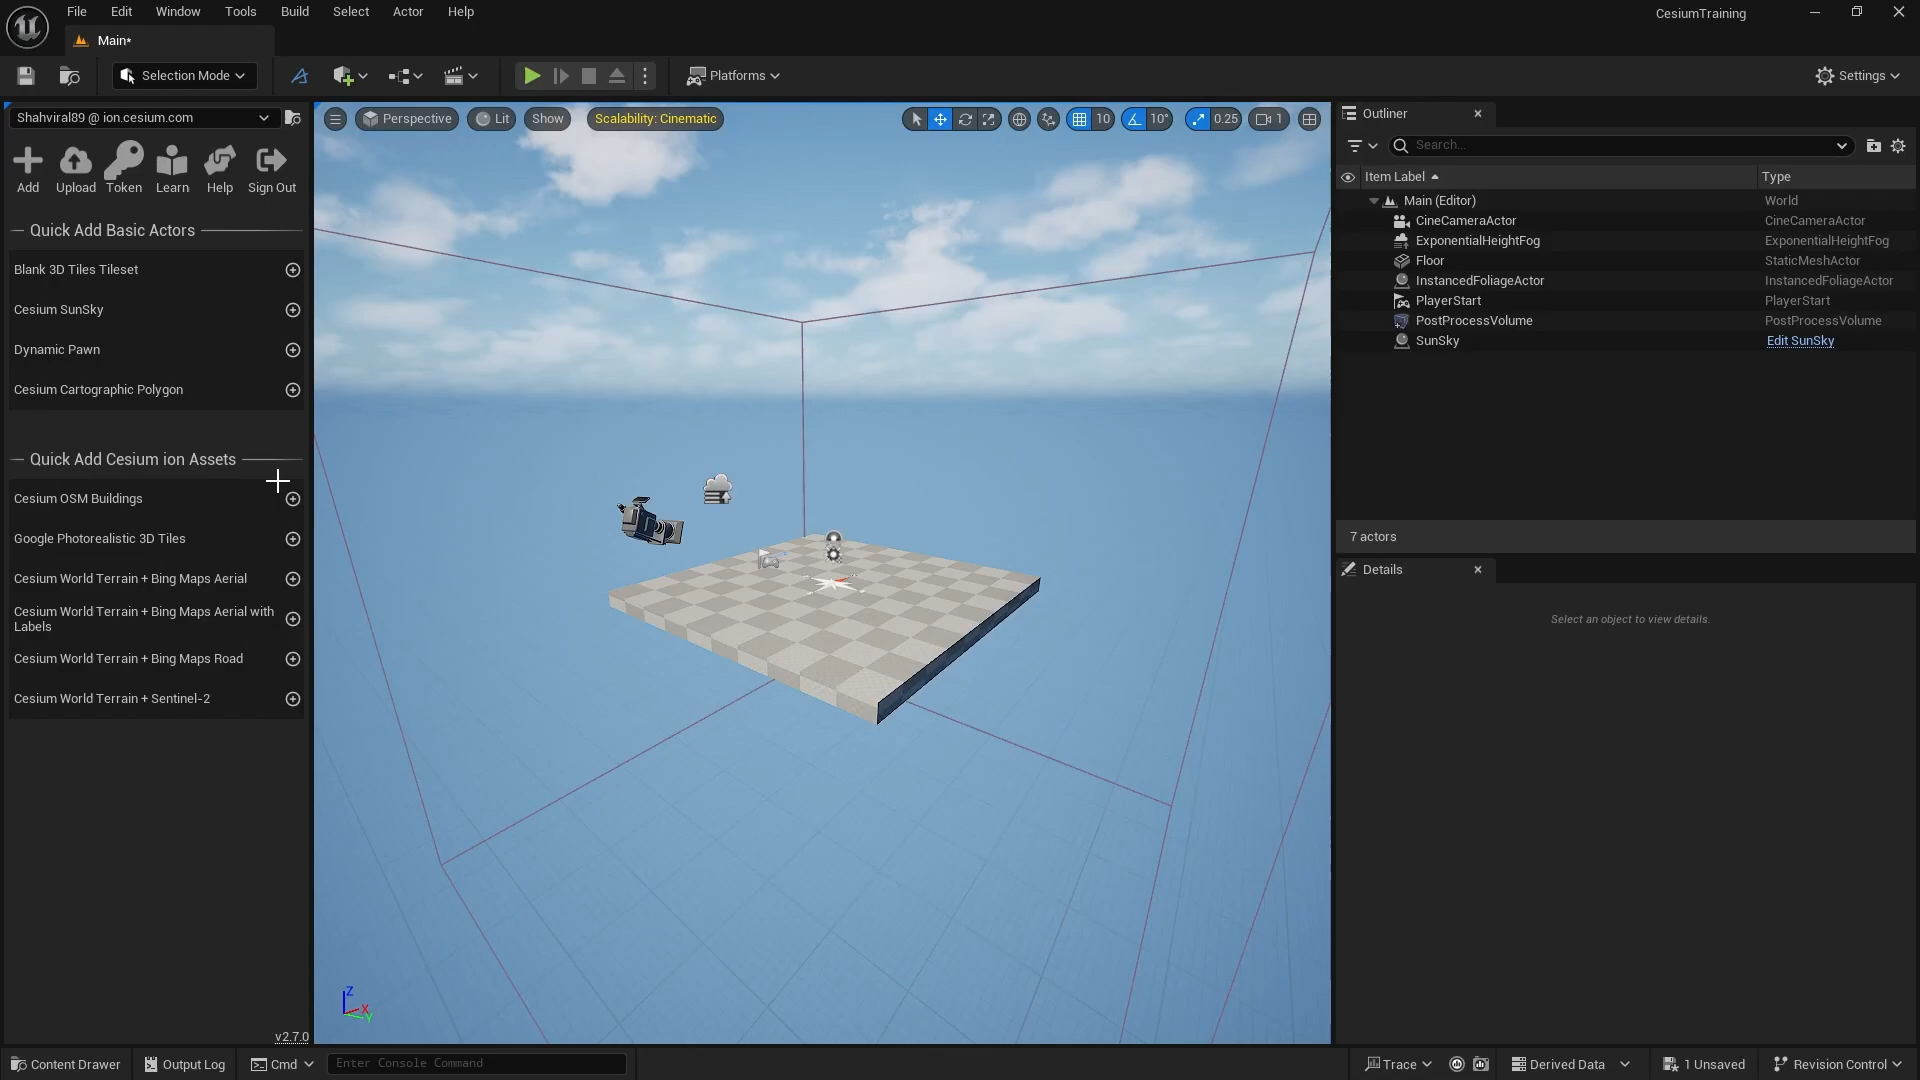 File Edit Window Tools Build Select Actor Help
CesiumTraining
Main*
Selection Mode
Platforms
Settings
Shahviral89 @ ion.cesium.com
Add Upload Token Learn Help Sign Out
Quick Add Basic Actors
Blank 3D Tiles Tileset
Cesium SunSky
Dynamic Pawn
Cesium Cartographic Polygon
Quick Add Cesium ion Assets
Cesium OSM Buildings
Google Photorealistic 3D Tiles
Cesium World Terrain + Bing Maps Aerial
Cesium World Terrain + Bing Maps Aerial with
Labels
Cesium World Terrain + Bing Maps Road
Cesium World Terrain + Sentinel-2
v2.7.0
Perspective Lit Show Scalability: Cinematic 10 10° 0.25 1
Z
X
Y
Outliner
Search...
Item Label Type
Main (Editor) World
CineCameraActor CineCameraActor
ExponentialHeightFog ExponentialHeightFog
Floor StaticMeshActor
InstancedFoliageActor InstancedFoliageActor
PlayerStart PlayerStart
PostProcessVolume PostProcessVolume
SunSky Edit SunSky
7 actors
Details
Select an object to view details.
Content Drawer Output Log Cmd Enter Console Command Trace Derived Data 1 Unsaved Revision Control